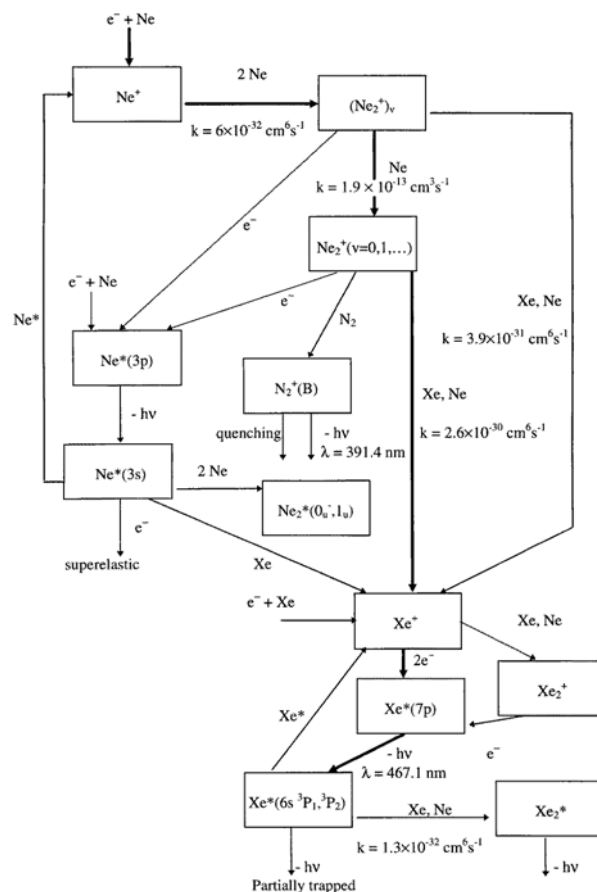 e⁻ + Ne
Ne⁺
2 Ne
(Ne₂⁺)ᵥ
k = 6×10⁻³² cm⁶s⁻¹
Ne
k = 1.9 × 10⁻¹³ cm³s⁻¹
e⁻
Ne₂⁺(v=0,1,...)
e⁻ + Ne
e⁻
N₂
Ne*
Xe, Ne
k = 3.9×10⁻³¹ cm⁶s⁻¹
Ne*(3p)
N₂⁺(B)
Xe, Ne
- hν
quenching
- hν
λ = 391.4 nm
k = 2.6×10⁻³⁰ cm⁶s⁻¹
Ne*(3s)
2 Ne
Ne₂*(0ᵤ⁻,1ᵤ)
e⁻
superelastic
Xe
e⁻ + Xe
Xe⁺
Xe, Ne
2e⁻
Xe₂⁺
Xe*
Xe*(7p)
e⁻
- hν
λ = 467.1 nm
Xe*(6s ³P₁,³P₂)
Xe, Ne
Xe₂*
k = 1.3×10⁻³² cm⁶s⁻¹
- hν
- hν
Partially trapped